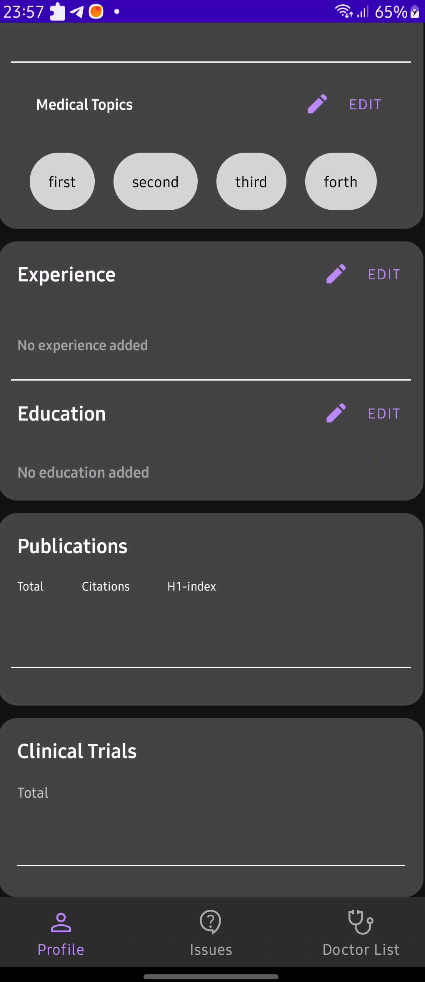 23:57 65%
Medical Topics EDIT
first second third forth
Experience EDIT
No experience added
Education EDIT
No education added
Publications
Total Citations H1-index
Clinical Trials
Total
Profile Issues Doctor List